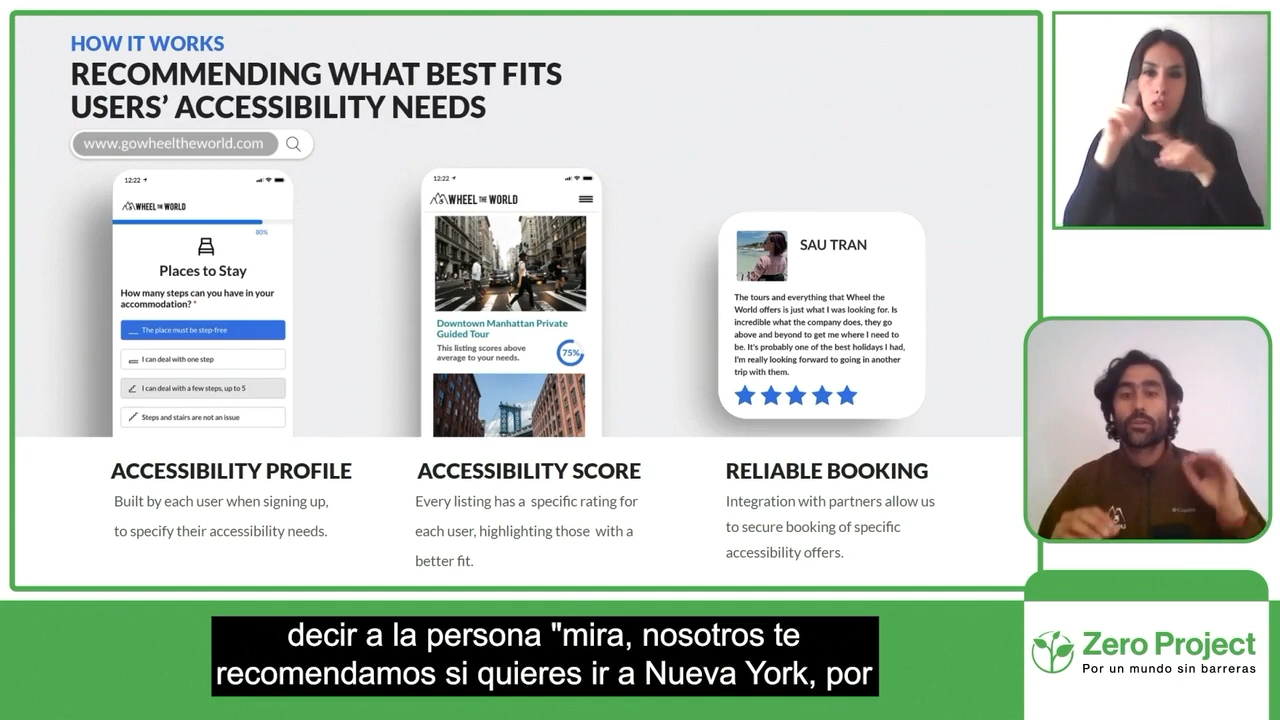 HOW IT WORKS
RECOMMENDING WHAT BEST FITS
USERS’ ACCESSIBILITY NEEDS
www.gowheeltheworld.com
12:22
WHEEL THE WORLD
80%
Places to Stay
How many steps can you have in your
accommodation? *
The place must be step-free
I can deal with one step
I can deal with a few steps, up to 5
Steps and stairs are not an issue
12:22
WHEEL THE WORLD
Downtown Manhattan Private
Guided Tour
This listing scores above
average to your needs.
75%
SAU TRAN
The tours and everything that Wheel the
World offers is just what I was looking for. Is
incredible what the company does, they go
above and beyond to get me where I need to
be. It's probably one of the best holidays I had,
I'm really looking forward to going in another
trip with them.
ACCESSIBILITY PROFILE
Built by each user when signing up,
to specify their accessibility needs.
ACCESSIBILITY SCORE
Every listing has a specific rating for
each user, highlighting those with a
better fit.
RELIABLE BOOKING
Integration with partners allow us
to secure booking of specific
accessibility offers.
decir a la persona "mira, nosotros te
recomendamos si quieres ir a Nueva York, por
Zero Project
Por un mundo sin barreras